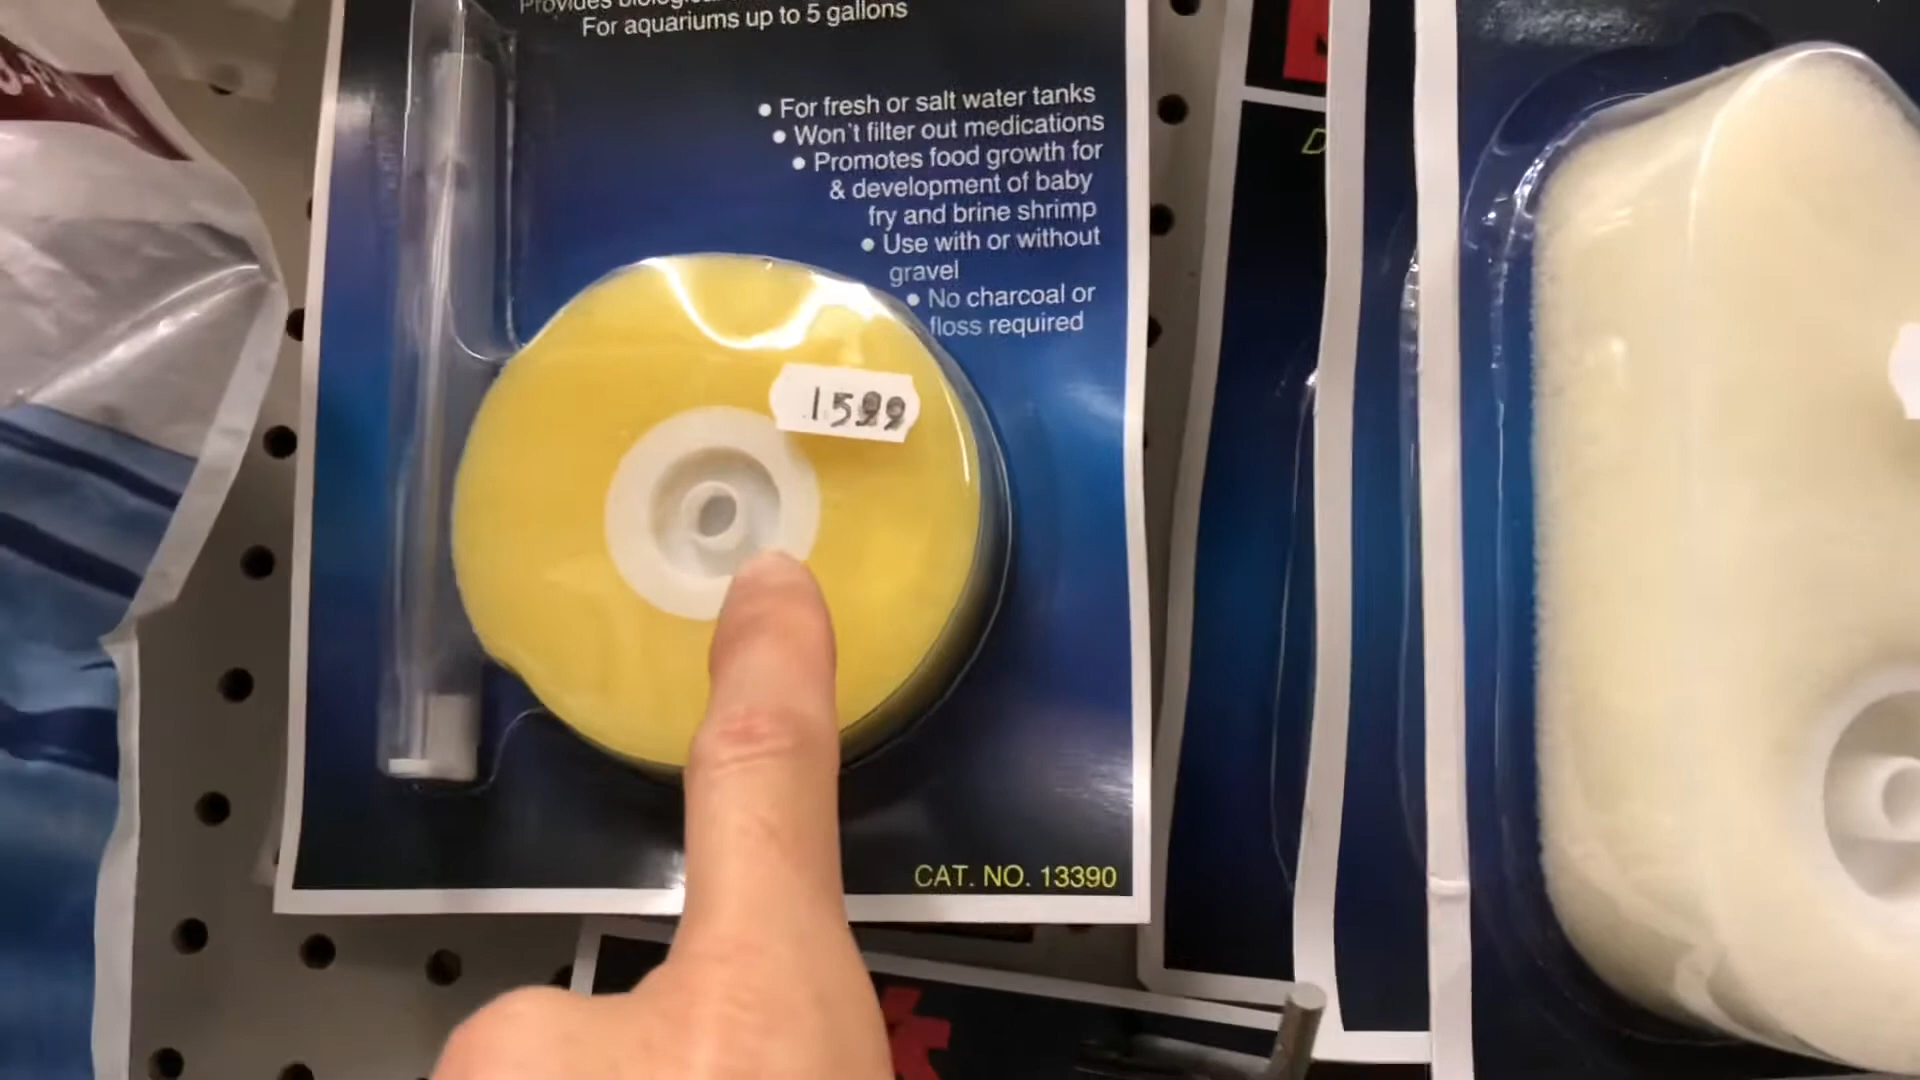 Provides
For aquariums up to 5 gallons
• For fresh or salt water tanks
• Won't filter out medications
• Promotes food growth for
& development of baby
fry and brine shrimp
• Use with or without
gravel
• No charcoal or
floss required
1599
CAT. NO. 13390